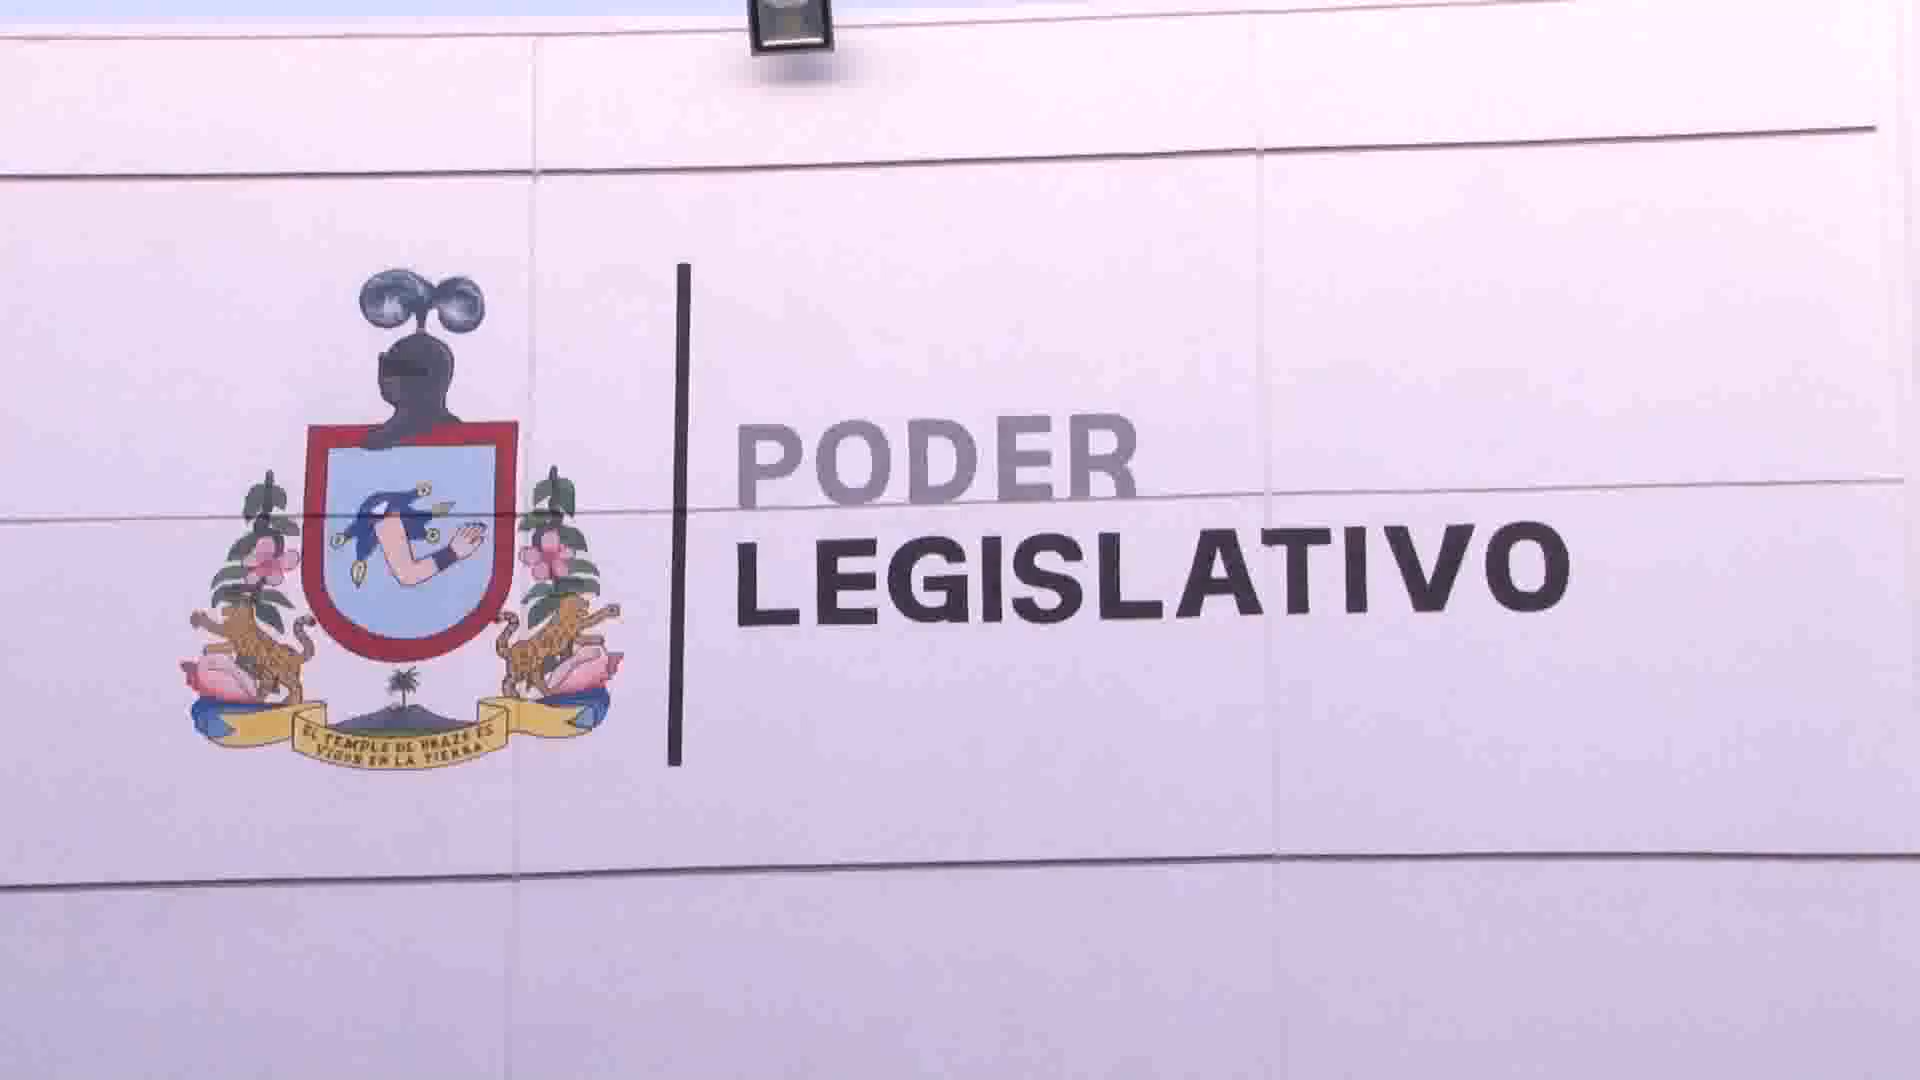 PODER
LEGISLATIVO
EL TEMPLE DE BRAZO ES
VIGOR EN LA TIERRA